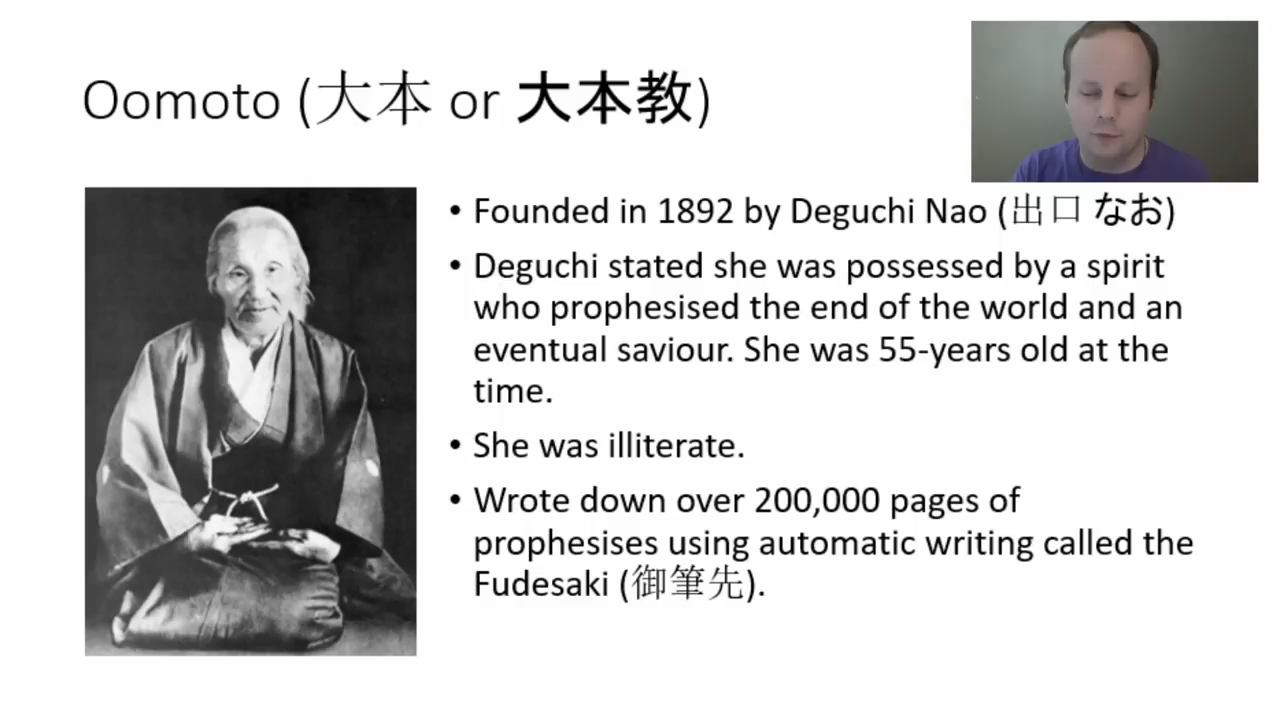 Oomoto (大本 or 大本教)
• Founded in 1892 by Deguchi Nao (出口 なお)
• Deguchi stated she was possessed by a spirit
who prophesised the end of the world and an
eventual saviour. She was 55-years old at the
time.
• She was illiterate.
• Wrote down over 200,000 pages of
prophesises using automatic writing called the
Fudesaki (御筆先).